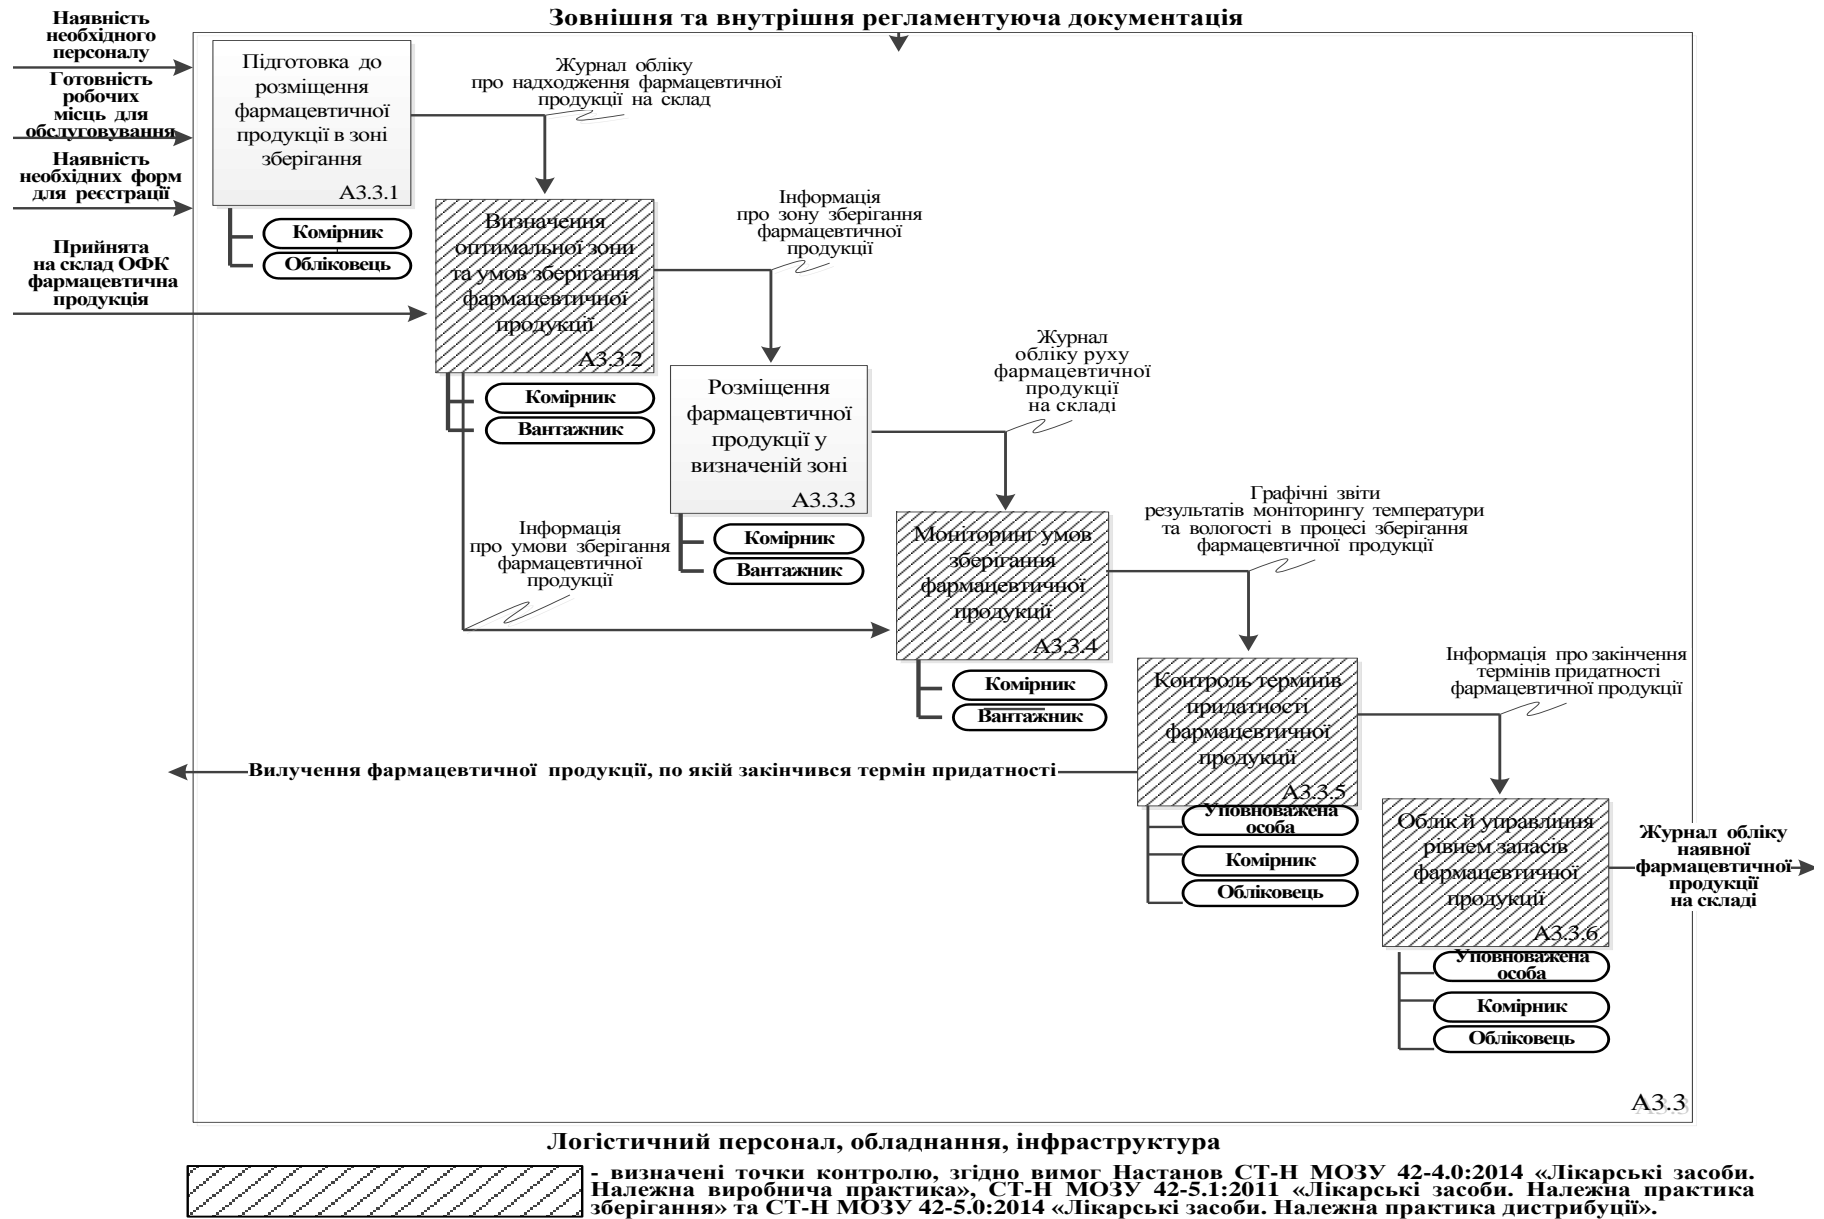 Зовнішня та внутрішня регламентуюча документація
Наявність
необхідного
персоналу
Готовність
робочих
місць для
обслуговування
Наявність
необхідних форм
для реєстрації
Прийнята
на склад ОФК
фармацевтична
продукція
Підготовка до
розміщення
фармацевтичної
продукції в зоні
зберігання
А3.3.1
Комірник
Обліковець
Журнал обліку
про надходження фармацевтичної
продукції на склад
Визначення
оптимальної зони
та умов зберігання
фармацевтичної
продукції
А3.3.2
Комірник
Вантажник
Інформація
про зону зберігання
фармацевтичної
продукції
Розміщення
фармацевтичної
продукції у
визначеній зоні
А3.3.3
Комірник
Вантажник
Журнал
обліку руху
фармацевтичної
продукції
на складі
Інформація
про умови зберігання
фармацевтичної
продукції
Моніторинг умов
зберігання
фармацевтичної
продукції
А3.3.4
Комірник
Вантажник
Графічні звіти
результатів моніторингу температури
та вологості в процесі зберігання
фармацевтичної продукції
Контроль термінів
придатності
фармацевтичної
продукції
А3.3.5
Уповноважена
особа
Комірник
Обліковець
Інформація про закінчення
термінів придатності
фармацевтичної продукції
Вилучення фармацевтичної продукції, по якій закінчився термін придатності
Облік й управління
рівнем запасів
фармацевтичної
продукції
А3.3.6
Уповноважена
особа
Комірник
Обліковець
Журнал обліку
наявної
фармацевтичної
продукції
на складі
А3.3
Логістичний персонал, обладнання, інфраструктура
- визначені точки контролю, згідно вимог Настанов СТ-Н МОЗУ 42-4.0:2014 «Лікарські засоби.
Належна виробнича практика», СТ-Н МОЗУ 42-5.1:2011 «Лікарські засоби. Належна практика
зберігання» та СТ-Н МОЗУ 42-5.0:2014 «Лікарські засоби. Належна практика дистрибуції».